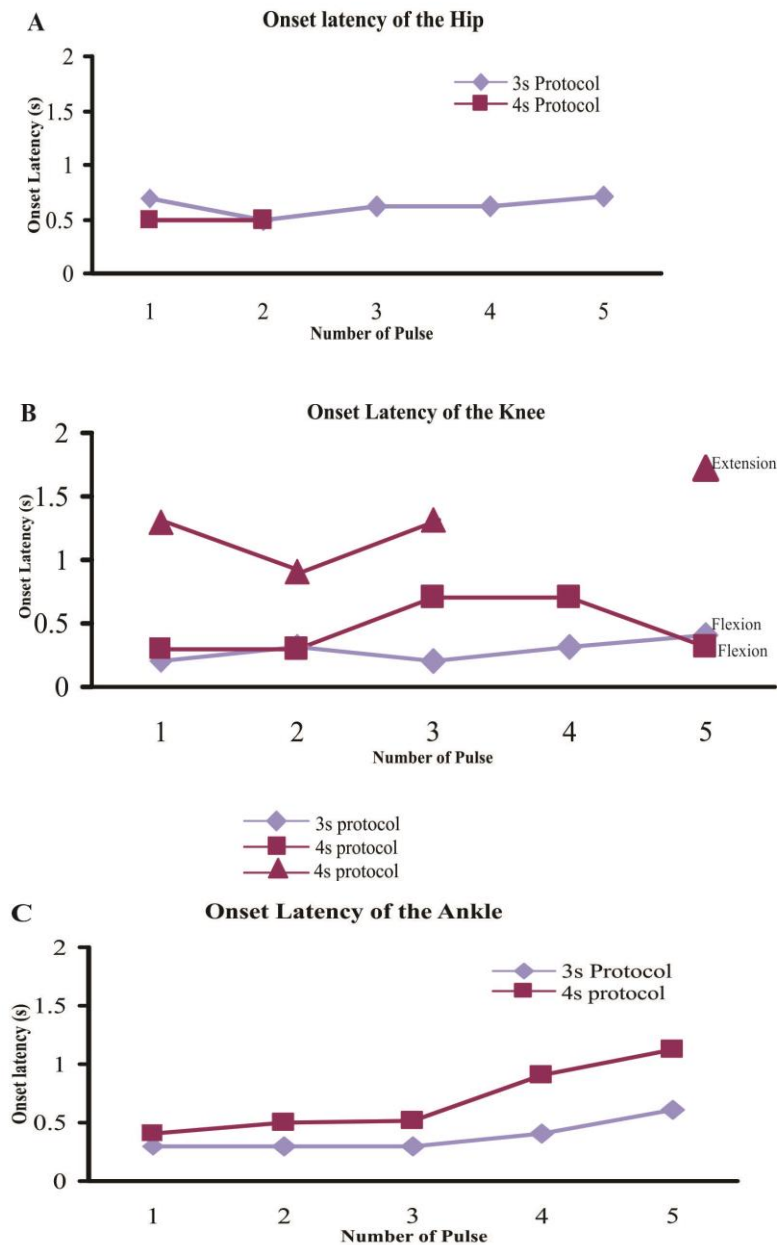 A
Onset latency of the Hip
2
1.5
1
0.5
0
Onset Latency (s)
3s Protocol
4s Protocol
1 2 3 4 5
Number of Pulse
B
Onset Latency of the Knee
2
1.5
1
0.5
0
Onset Latency (s)
Extension
Flexion
Flexion
1 2 3 4 5
Number of Pulse
3s protocol
4s protocol
4s protocol
C
Onset Latency of the Ankle
2
1.5
1
0.5
0
Onset latency (s)
3s Protocol
4s protocol
1 2 3 4 5
Number of Pulse